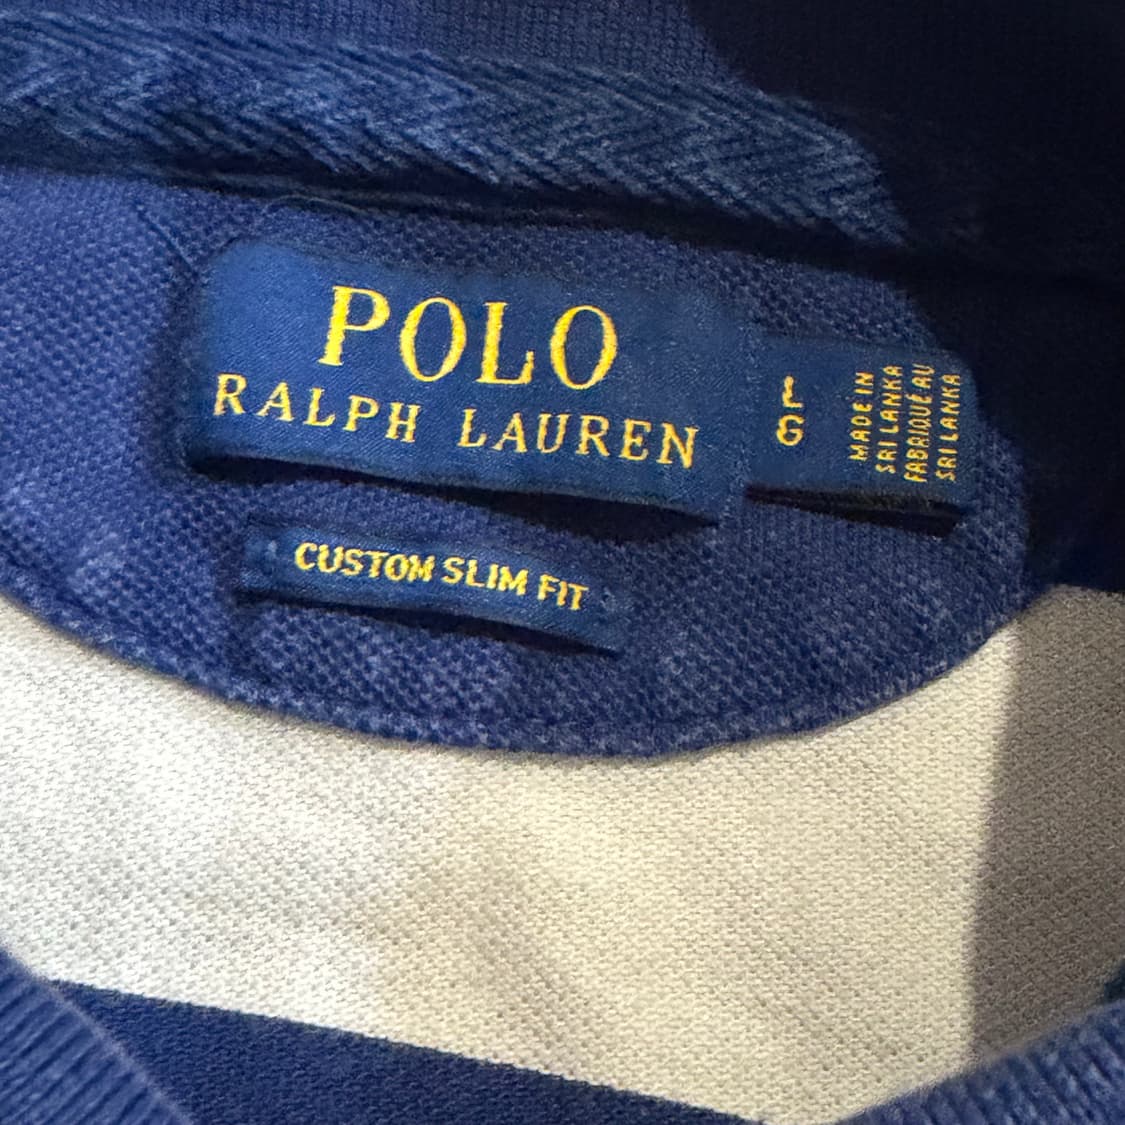 POLO
RALPH LAUREN
L
G
MADE IN
SRI LANKA
FABRIQUÉ AU
SRI LANKA
CUSTOM SLIM FIT